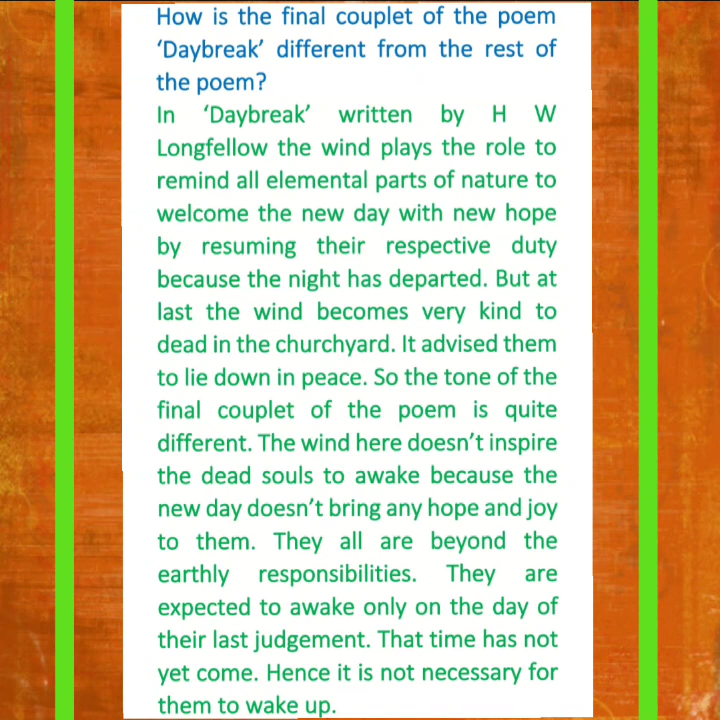 How is the final couplet of the poem
‘Daybreak’ different from the rest of
the poem?
In ‘Daybreak’ written by H W
Longfellow the wind plays the role to
remind all elemental parts of nature to
welcome the new day with new hope
by resuming their respective duty
because the night has departed. But at
last the wind becomes very kind to
dead in the churchyard. It advised them
to lie down in peace. So the tone of the
final couplet of the poem is quite
different. The wind here doesn’t inspire
the dead souls to awake because the
new day doesn’t bring any hope and joy
to them. They all are beyond the
earthly responsibilities. They are
expected to awake only on the day of
their last judgement. That time has not
yet come. Hence it is not necessary for
them to wake up.